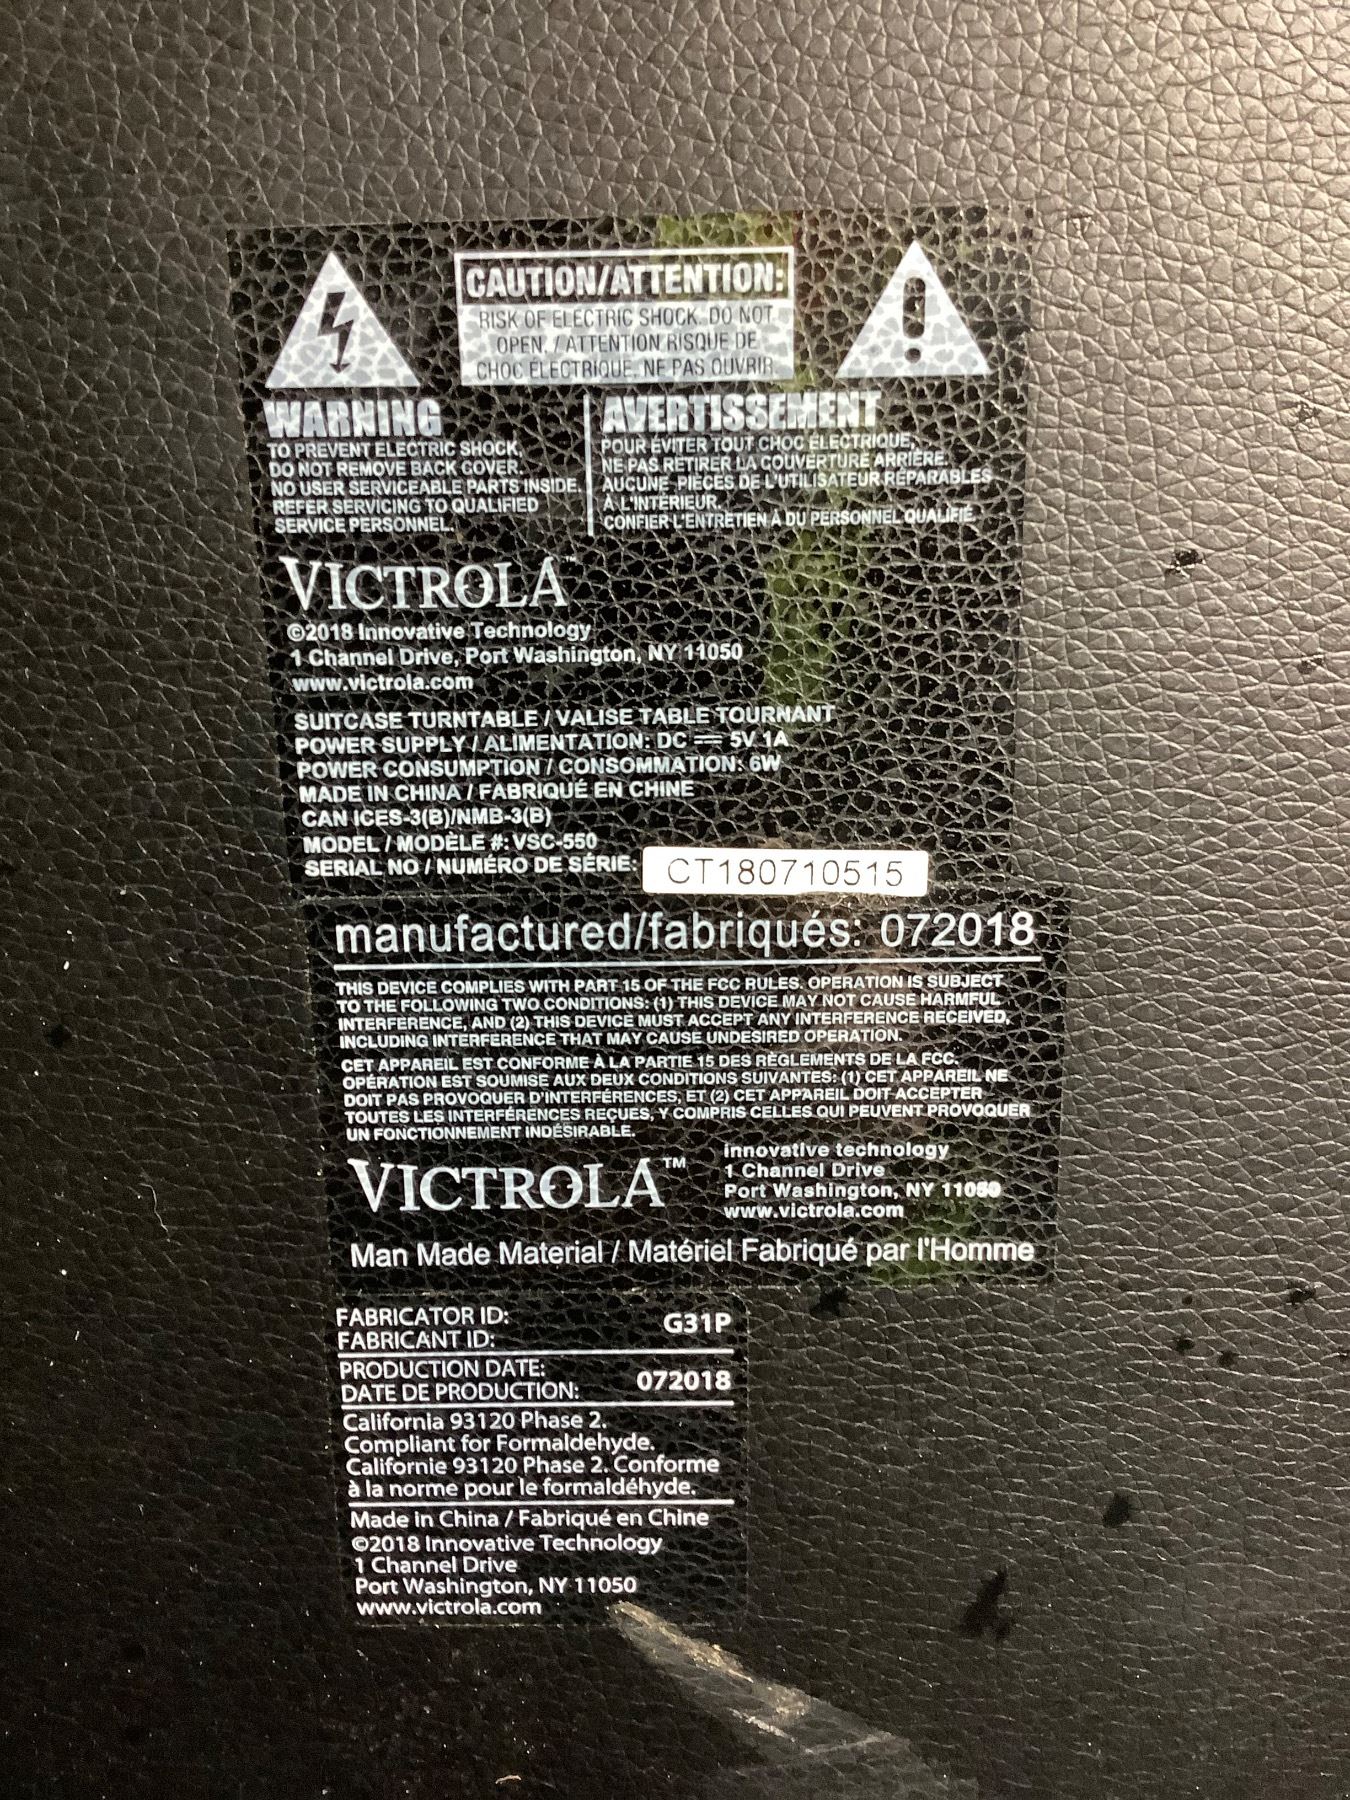 CAUTION/ATTENTION:
RISK OF ELECTRIC SHOCK. DO NOT
OPEN. / ATTENTION RISQUE DE
CHOC ÉLECTRIQUE, NE PAS OUVRIR.
WARNING
TO PREVENT ELECTRIC SHOCK,
DO NOT REMOVE BACK COVER.
NO USER SERVICEABLE PARTS INSIDE.
REFER SERVICING TO QUALIFIED
SERVICE PERSONNEL.
AVERTISSEMENT
POUR ÉVITER TOUT CHOC ÉLECTRIQUE,
NE PAS RETIRER LA COUVERTURE ARRIÈRE.
AUCUNE PIÈCES DE L'UTILISATEUR RÉPARABLES
À L'INTÉRIEUR.
CONFIER L'ENTRETIEN À DU PERSONNEL QUALIFIÉ.
VICTROLA™
©2018 Innovative Technology
1 Channel Drive, Port Washington, NY 11050
www.victrola.com
SUITCASE TURNTABLE / VALISE TABLE TOURNANT
POWER SUPPLY / ALIMENTATION: DC ⎓ 5V 1A
POWER CONSUMPTION / CONSOMMATION: 6W
MADE IN CHINA / FABRIQUÉ EN CHINE
CAN ICES-3(B)/NMB-3(B)
MODEL / MODÈLE #: VSC-550
SERIAL NO / NUMÉRO DE SÉRIE: CT180710515
manufactured/fabriqués: 072018
THIS DEVICE COMPLIES WITH PART 15 OF THE FCC RULES. OPERATION IS SUBJECT
TO THE FOLLOWING TWO CONDITIONS: (1) THIS DEVICE MAY NOT CAUSE HARMFUL
INTERFERENCE, AND (2) THIS DEVICE MUST ACCEPT ANY INTERFERENCE RECEIVED,
INCLUDING INTERFERENCE THAT MAY CAUSE UNDESIRED OPERATION.
CET APPAREIL EST CONFORME À LA PARTIE 15 DES RÈGLEMENTS DE LA FCC.
OPÉRATION EST SOUMISE AUX DEUX CONDITIONS SUIVANTES: (1) CET APPAREIL NE
DOIT PAS PROVOQUER D'INTERFÉRENCES, ET (2) CET APPAREIL DOIT ACCEPTER
TOUTES LES INTERFÉRENCES REÇUES, Y COMPRIS CELLES QUI PEUVENT PROVOQUER
UN FONCTIONNEMENT INDÉSIRABLE.
VICTROLA™
innovative technology
1 Channel Drive
Port Washington, NY 11050
www.victrola.com
Man Made Material / Matériel Fabriqué par l'Homme
FABRICATOR ID:
FABRICANT ID:
G31P
PRODUCTION DATE:
DATE DE PRODUCTION:
072018
California 93120 Phase 2.
Compliant for Formaldehyde.
Californie 93120 Phase 2. Conforme
à la norme pour le formaldéhyde.
Made in China / Fabriqué en Chine
©2018 Innovative Technology
1 Channel Drive
Port Washington, NY 11050
www.victrola.com